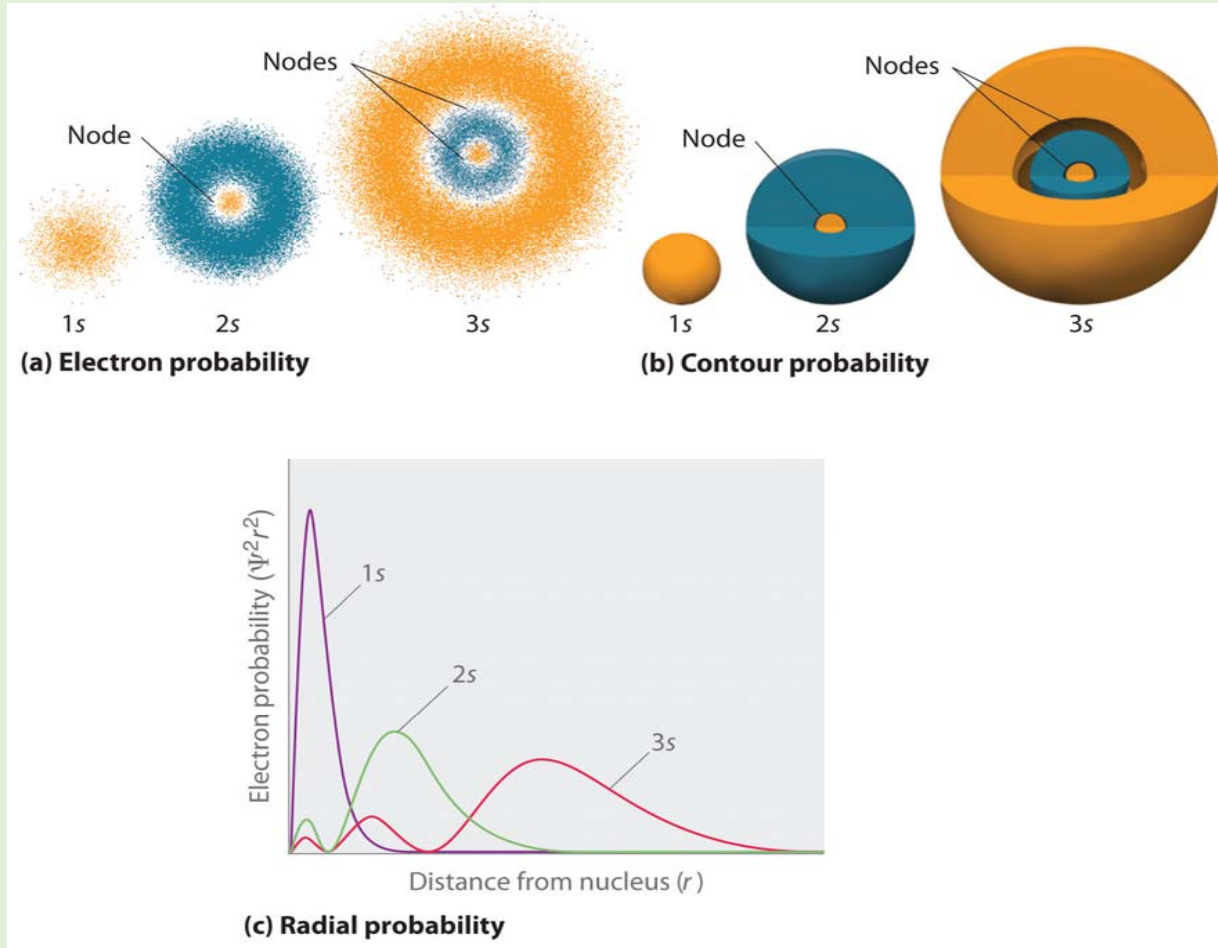 Nodes
Node
1s
2s
3s
(a) Electron probability
Nodes
Node
1s
2s
3s
(b) Contour probability
Electron probability (Ψ²r²)
1s
2s
3s
Distance from nucleus (r)
(c) Radial probability